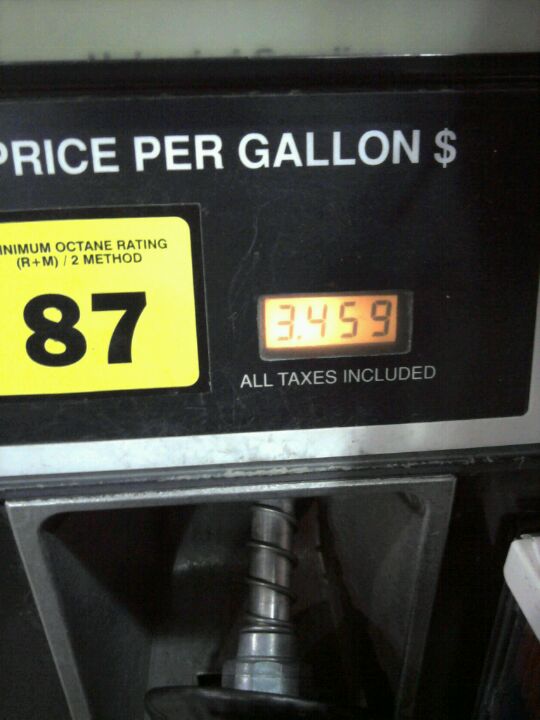 PRICE PER GALLON $
INIMUM OCTANE RATING
(R+M) / 2 METHOD
87
3.459
ALL TAXES INCLUDED